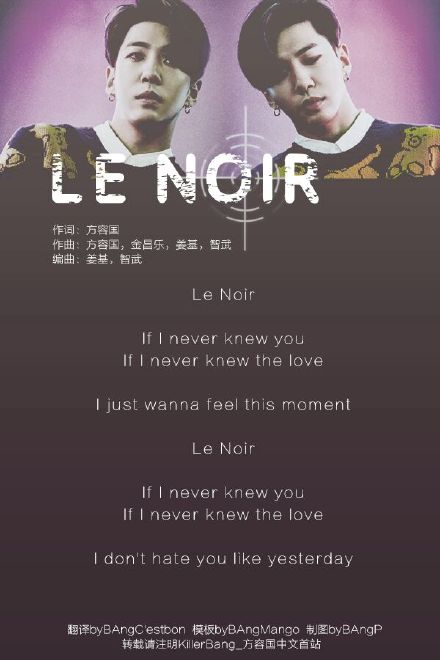 LE NOIR
作词：方容国
作曲：方容国，金昌乐，姜基，智武
编曲：姜基，智武
Le Noir
If I never knew you
If I never knew the love
I just wanna feel this moment
Le Noir
If I never knew you
If I never knew the love
I don't hate you like yesterday
翻译byBAngC'estbon 模板byBAngMango 制图byBAngP
转载请注明KillerBang_方容国中文首站